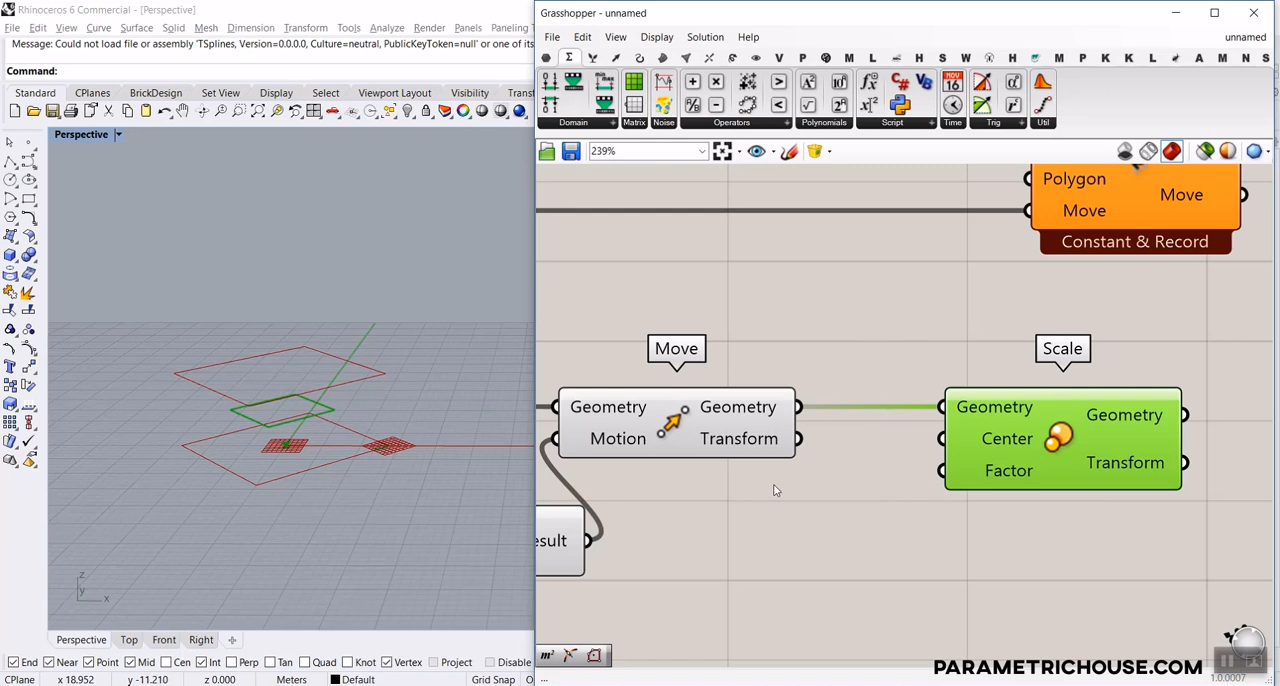 Rhinoceros 6 Commercial - [Perspective]
File Edit View Curve Surface Solid Mesh Dimension Transform Tools Analyze Render Panels Paneling
Message: Could not load file or assembly 'TSplines, Version=0.0.0.0, Culture=neutral, PublicKeyToken=null' or one of its
Command:
Standard CPlanes BrickDesign Set View Display Select Viewport Layout Visibility
Perspective
z
y
x
Perspective Top Front Right
End Near Point Mid Cen Int Perp Tan Quad Knot Vertex Project Disable
CPlane x 18.952 y -11.210 z 0.000 Meters Default Grid Snap
Grasshopper - unnamed
File Edit View Display Solution Help unnamed
V P M L H S W H K L A M N S
Domain Matrix Noise Operators Polynomials Script Time Trig Util
NOV
16
239%
Polygon
Move
Move
Constant & Record
Move
Scale
Geometry
Motion
Geometry
Transform
Geometry
Center
Factor
Geometry
Transform
esult
m²
PARAMETRICHOUSE.COM
...
1.0.0007